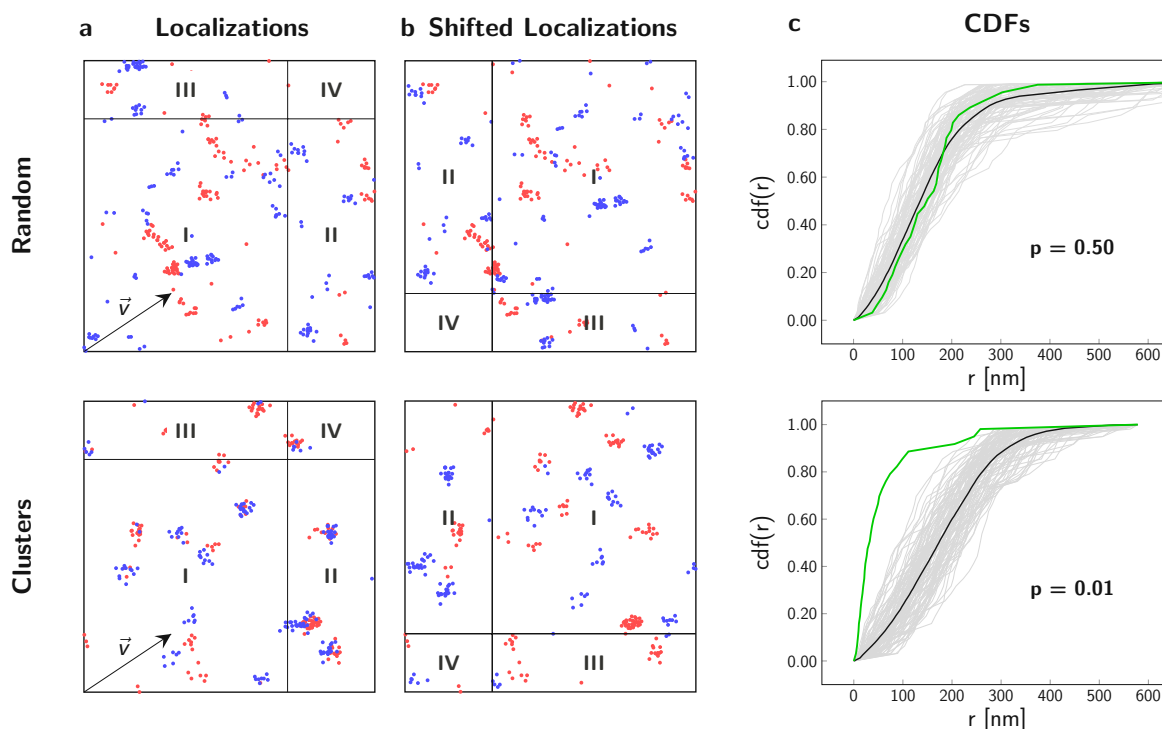 a Localizations
b Shifted Localizations
c CDFs
Random
III IV
I II
v⃗
II I
IV III
cdf(r)
1.00
0.80
0.60
0.40
0.20
0.00
p = 0.50
0 100 200 300 400 500 600
r [nm]
Clusters
III IV
I II
v⃗
II I
IV III
cdf(r)
1.00
0.80
0.60
0.40
0.20
0.00
p = 0.01
0 100 200 300 400 500 600
r [nm]